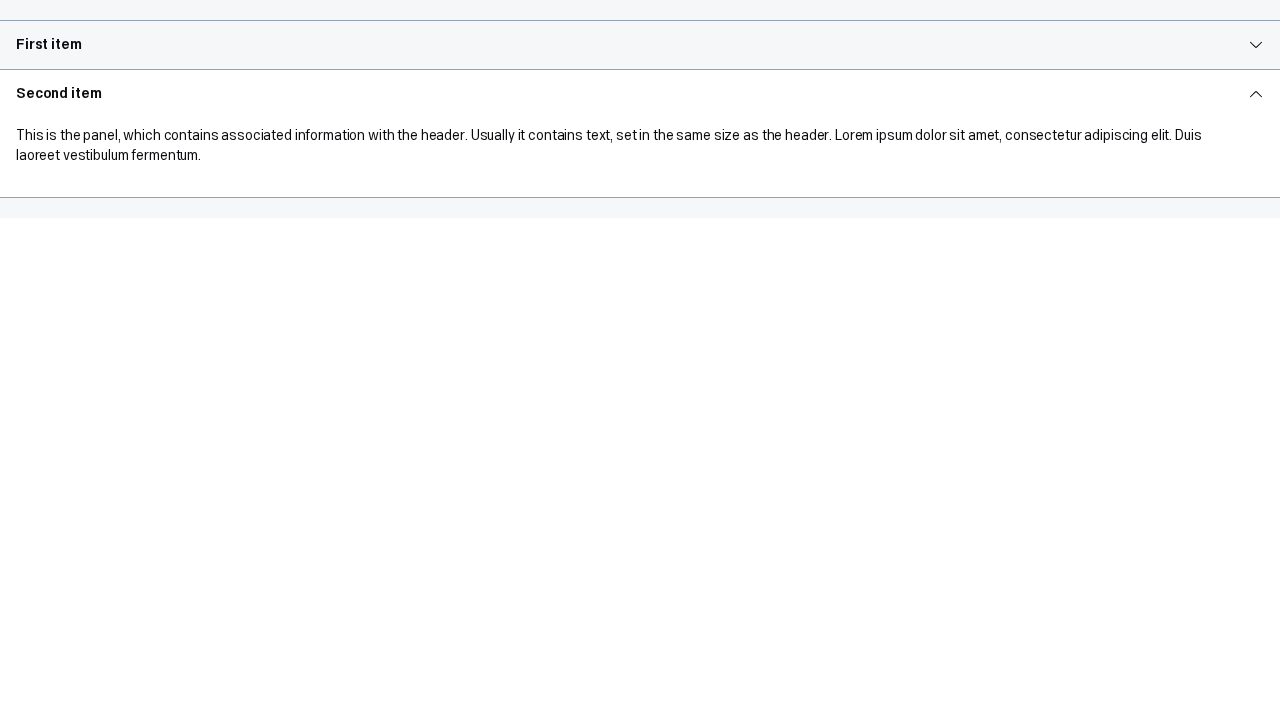 First item
Second item
This is the panel, which contains associated information with the header. Usually it contains text, set in the same size as the header. Lorem ipsum dolor sit amet, consectetur adipiscing elit. Duis
laoreet vestibulum fermentum.